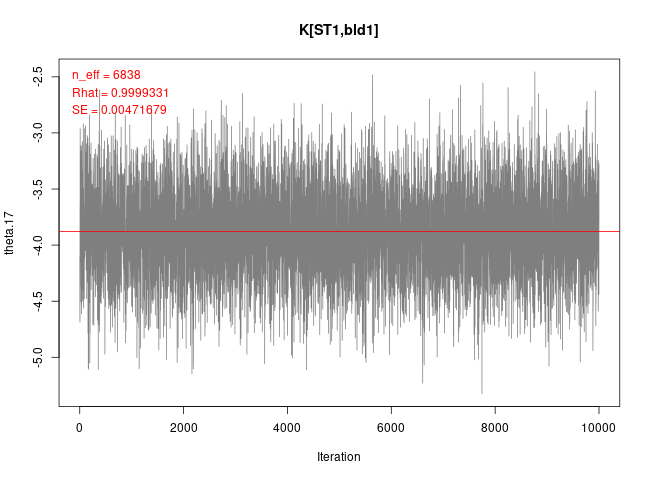 K[ST1,bld1]
n_eff = 6838
Rhat = 0.9999331
SE = 0.00471679
-2.5
-3.0
-3.5
-4.0
-4.5
-5.0
theta.17
0 2000 4000 6000 8000 10000
Iteration